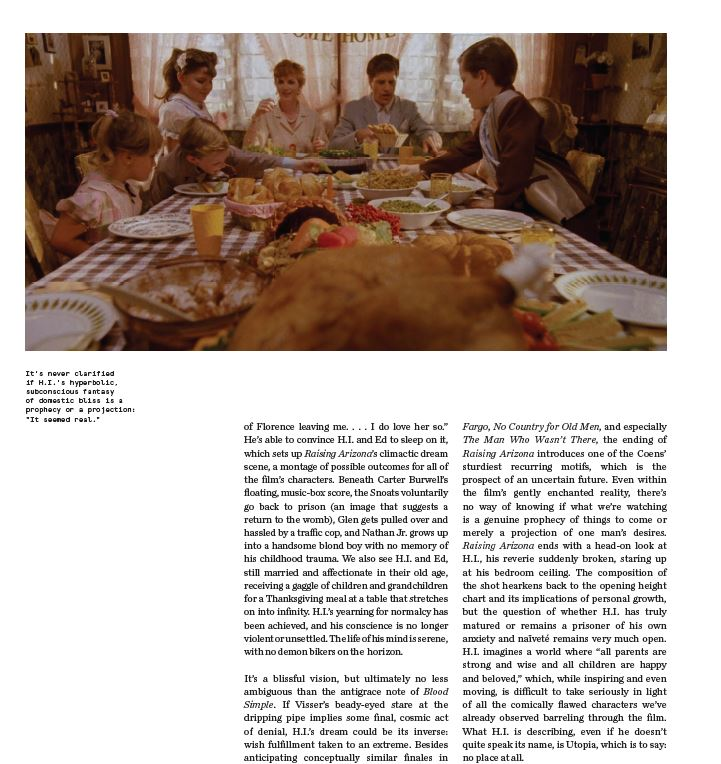 OME HOME
It's never clarified
if H.I.'s hyperbolic,
subconscious fantasy
of domestic bliss is a
prophecy or a projection:
"It seemed real."
of Florence leaving me. . . . I do love her so.”
He’s able to convince H.I. and Ed to sleep on it,
which sets up Raising Arizona’s climactic dream
scene, a montage of possible outcomes for all of
the film’s characters. Beneath Carter Burwell’s
floating, music-box score, the Snoats voluntarily
go back to prison (an image that suggests a
return to the womb), Glen gets pulled over and
hassled by a traffic cop, and Nathan Jr. grows up
into a handsome blond boy with no memory of
his childhood trauma. We also see H.I. and Ed,
still married and affectionate in their old age,
receiving a gaggle of children and grandchildren
for a Thanksgiving meal at a table that stretches
on into infinity. H.I.’s yearning for normalcy has
been achieved, and his conscience is no longer
violent or unsettled. The life of his mind is serene,
with no demon bikers on the horizon.
It’s a blissful vision, but ultimately no less
ambiguous than the antigrace note of Blood
Simple. If Visser’s beady-eyed stare at the
dripping pipe implies some final, cosmic act
of denial, H.I.’s dream could be its inverse:
wish fulfillment taken to an extreme. Besides
anticipating conceptually similar finales in
Fargo, No Country for Old Men, and especially
The Man Who Wasn’t There, the ending of
Raising Arizona introduces one of the Coens’
sturdiest recurring motifs, which is the
prospect of an uncertain future. Even within
the film’s gently enchanted reality, there’s
no way of knowing if what we’re watching
is a genuine prophecy of things to come or
merely a projection of one man’s desires.
Raising Arizona ends with a head-on look at
H.I., his reverie suddenly broken, staring up
at his bedroom ceiling. The composition of
the shot hearkens back to the opening height
chart and its implications of personal growth,
but the question of whether H.I. has truly
matured or remains a prisoner of his own
anxiety and naïveté remains very much open.
H.I. imagines a world where “all parents are
strong and wise and all children are happy
and beloved,” which, while inspiring and even
moving, is difficult to take seriously in light
of all the comically flawed characters we’ve
already observed barreling through the film.
What H.I. is describing, even if he doesn’t
quite speak its name, is Utopia, which is to say:
no place at all.